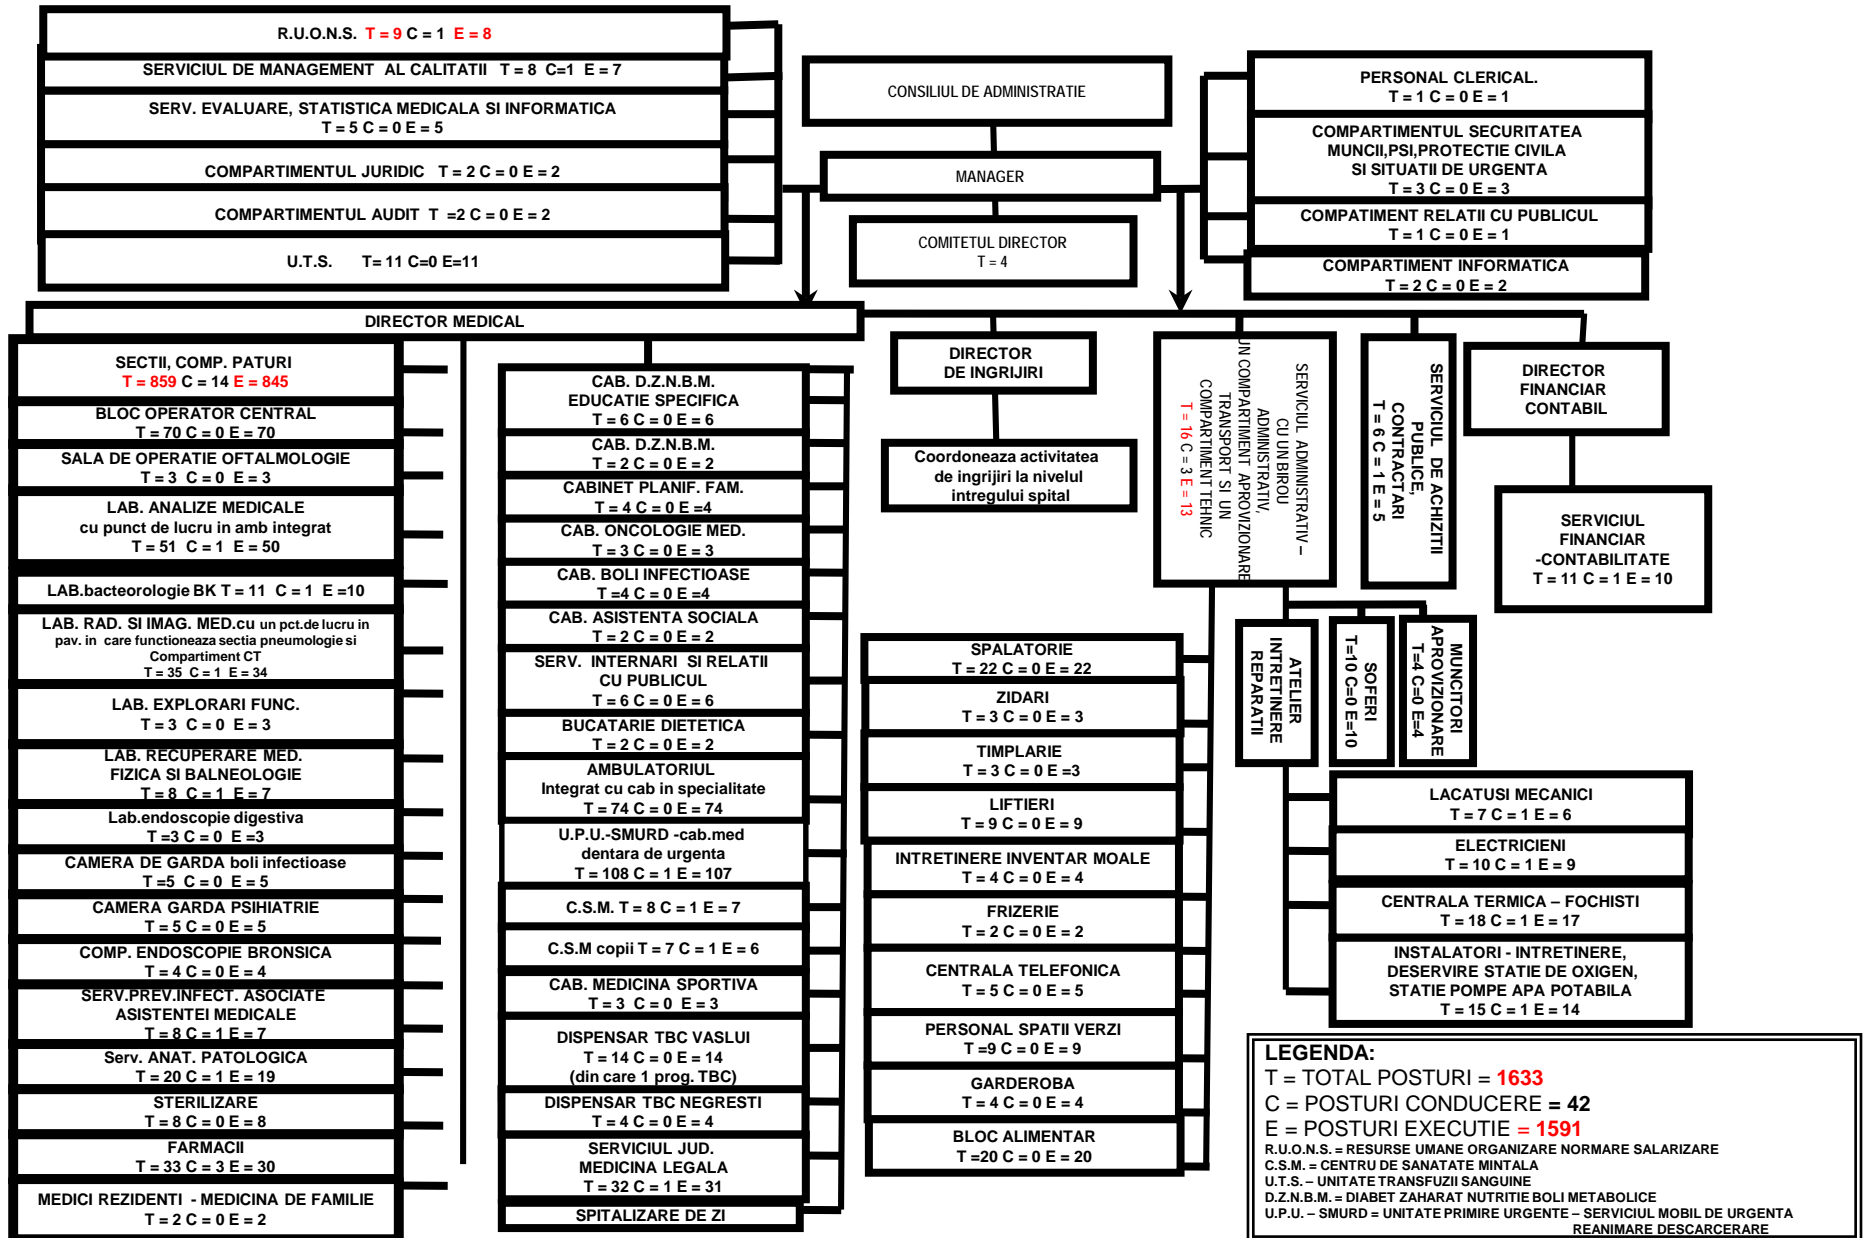 R.U.O.N.S. T = 9 C = 1 E = 8
SERVICIUL DE MANAGEMENT AL CALITATII T = 8 C=1 E = 7
SERV. EVALUARE, STATISTICA MEDICALA SI INFORMATICA
T = 5 C = 0 E = 5
COMPARTIMENTUL JURIDIC T = 2 C = 0 E = 2
COMPARTIMENTUL AUDIT T =2 C = 0 E = 2
U.T.S. T= 11 C=0 E=11
CONSILIUL DE ADMINISTRATIE
MANAGER
COMITETUL DIRECTOR
T = 4
PERSONAL CLERICAL.
T = 1 C = 0 E = 1
COMPARTIMENTUL SECURITATEA
MUNCII,PSI,PROTECTIE CIVILA
SI SITUATII DE URGENTA
T = 3 C = 0 E = 3
COMPATIMENT RELATII CU PUBLICUL
T = 1 C = 0 E = 1
COMPARTIMENT INFORMATICA
T = 2 C = 0 E = 2
DIRECTOR MEDICAL
SECTII, COMP. PATURI
T = 859 C = 14 E = 845
BLOC OPERATOR CENTRAL
T = 70 C = 0 E = 70
SALA DE OPERATIE OFTALMOLOGIE
T = 3 C = 0 E = 3
LAB. ANALIZE MEDICALE
cu punct de lucru in amb integrat
T = 51 C = 1 E = 50
LAB.bacteorologie BK T = 11 C = 1 E =10
LAB. RAD. SI IMAG. MED.cu un pct.de lucru in
pav. in care functioneaza sectia pneumologie si
Compartiment CT
T = 35 C = 1 E = 34
LAB. EXPLORARI FUNC.
T = 3 C = 0 E = 3
LAB. RECUPERARE MED.
FIZICA SI BALNEOLOGIE
T = 8 C = 1 E = 7
Lab.endoscopie digestiva
T =3 C = 0 E =3
CAMERA DE GARDA boli infectioase
T =5 C = 0 E = 5
CAMERA GARDA PSIHIATRIE
T = 5 C = 0 E = 5
COMP. ENDOSCOPIE BRONSICA
T = 4 C = 0 E = 4
SERV.PREV.INFECT. ASOCIATE
ASISTENTEI MEDICALE
T = 8 C = 1 E = 7
Serv. ANAT. PATOLOGICA
T = 20 C = 1 E = 19
STERILIZARE
T = 8 C = 0 E = 8
FARMACII
T = 33 C = 3 E = 30
MEDICI REZIDENTI - MEDICINA DE FAMILIE
T = 2 C = 0 E = 2
CAB. D.Z.N.B.M.
EDUCATIE SPECIFICA
T = 6 C = 0 E = 6
CAB. D.Z.N.B.M.
T = 2 C = 0 E = 2
CABINET PLANIF. FAM.
T = 4 C = 0 E =4
CAB. ONCOLOGIE MED.
T = 3 C = 0 E = 3
CAB. BOLI INFECTIOASE
T =4 C = 0 E =4
CAB. ASISTENTA SOCIALA
T = 2 C = 0 E = 2
SERV. INTERNARI SI RELATII
CU PUBLICUL
T = 6 C = 0 E = 6
BUCATARIE DIETETICA
T = 2 C = 0 E = 2
AMBULATORIUL
Integrat cu cab in specialitate
T = 74 C = 0 E = 74
U.P.U.-SMURD -cab.med
dentara de urgenta
T = 108 C = 1 E = 107
C.S.M. T = 8 C = 1 E = 7
C.S.M copii T = 7 C = 1 E = 6
CAB. MEDICINA SPORTIVA
T = 3 C = 0 E = 3
DISPENSAR TBC VASLUI
T = 14 C = 0 E = 14
(din care 1 prog. TBC)
DISPENSAR TBC NEGRESTI
T = 4 C = 0 E = 4
SERVICIUL JUD.
MEDICINA LEGALA
T = 32 C = 1 E = 31
SPITALIZARE DE ZI
DIRECTOR
DE INGRIJIRI
Coordoneaza activitatea
de ingrijiri la nivelul
intregului spital
SERVICIUL ADMINISTRATIV –
CU UN BIROU
ADMINISTRATIV,
UN COMPARTIMENT APROVIZIONARE
TRANSPORT SI UN
COMPARTIMENT TEHNIC
T = 16 C = 3 E = 13
SERVICIUL DE ACHIZITII
PUBLICE,
CONTRACTARI
T = 6 C = 1 E = 5
DIRECTOR
FINANCIAR
CONTABIL
SERVICIUL
FINANCIAR
-CONTABILITATE
T = 11 C = 1 E = 10
SPALATORIE
T = 22 C = 0 E = 22
ZIDARI
T = 3 C = 0 E = 3
TIMPLARIE
T = 3 C = 0 E =3
LIFTIERI
T = 9 C = 0 E = 9
INTRETINERE INVENTAR MOALE
T = 4 C = 0 E = 4
FRIZERIE
T = 2 C = 0 E = 2
CENTRALA TELEFONICA
T = 5 C = 0 E = 5
PERSONAL SPATII VERZI
T =9 C = 0 E = 9
GARDEROBA
T = 4 C = 0 E = 4
BLOC ALIMENTAR
T =20 C = 0 E = 20
ATELIER
INTRETINERE
REPARATII
SOFERI
T=10 C=0 E=10
MUNCITORI
APROVIZIONARE
T=4 C=0 E=4
LACATUSI MECANICI
T = 7 C = 1 E = 6
ELECTRICIENI
T = 10 C = 1 E = 9
CENTRALA TERMICA – FOCHISTI
T = 18 C = 1 E = 17
INSTALATORI - INTRETINERE,
DESERVIRE STATIE DE OXIGEN,
STATIE POMPE APA POTABILA
T = 15 C = 1 E = 14
LEGENDA:
T = TOTAL POSTURI = 1633
C = POSTURI CONDUCERE = 42
E = POSTURI EXECUTIE = 1591
R.U.O.N.S. = RESURSE UMANE ORGANIZARE NORMARE SALARIZARE
C.S.M. = CENTRU DE SANATATE MINTALA
U.T.S. – UNITATE TRANSFUZII SANGUINE
D.Z.N.B.M. = DIABET ZAHARAT NUTRITIE BOLI METABOLICE
U.P.U. – SMURD = UNITATE PRIMIRE URGENTE – SERVICIUL MOBIL DE URGENTA
REANIMARE DESCARCERARE